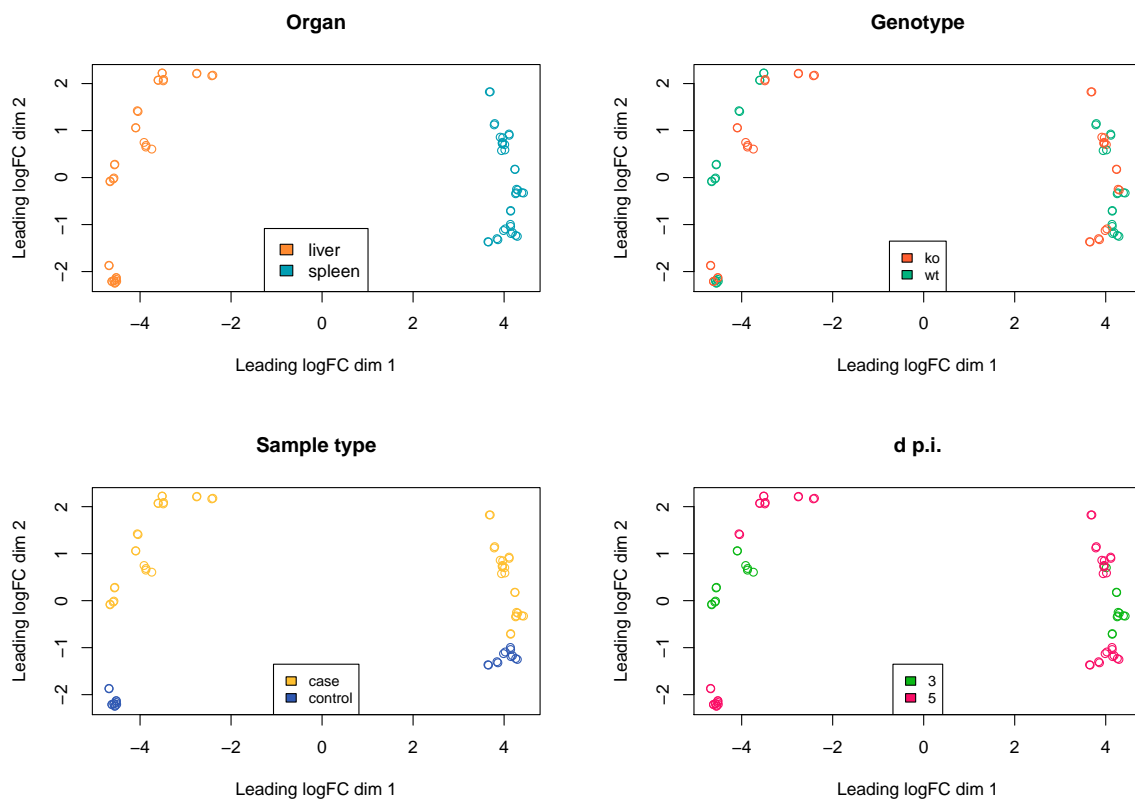 Organ
Leading logFC dim 2
2
1
0
−1
−2
liver
spleen
−4
−2
0
2
4
Leading logFC dim 1
Genotype
Leading logFC dim 2
2
1
0
−1
−2
ko
wt
−4
−2
0
2
4
Leading logFC dim 1
Sample type
Leading logFC dim 2
2
1
0
−1
−2
case
control
−4
−2
0
2
4
Leading logFC dim 1
d p.i.
Leading logFC dim 2
2
1
0
−1
−2
3
5
−4
−2
0
2
4
Leading logFC dim 1